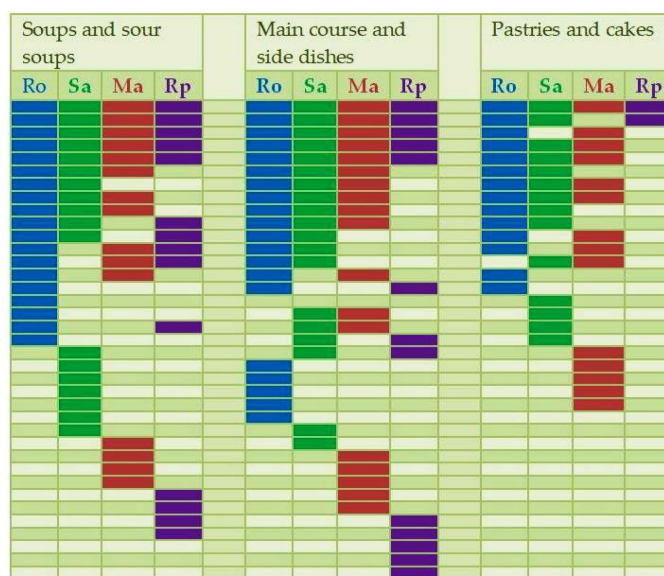 Soups and sour
soups
Main course and
side dishes
Pastries and cakes
Ro Sa Ma Rp
Ro Sa Ma Rp
Ro Sa Ma Rp